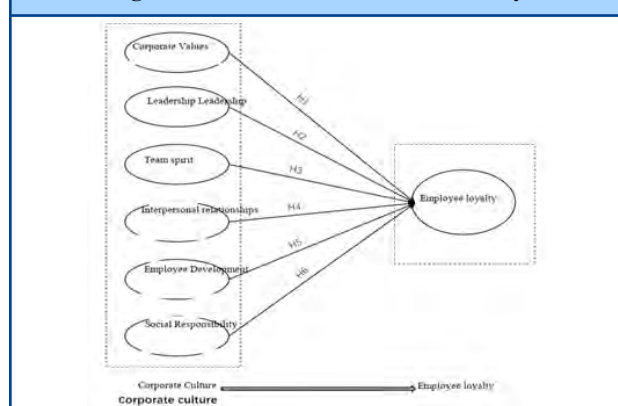 Corporate Values
H1
Leadership Leadership
H2
Team spirit
H3
Employee loyalty
Interpersonal relationships
H4
Employee Development
H5
Social Responsibility
H6
Corporate Culture
Employee loyalty
Corporate culture